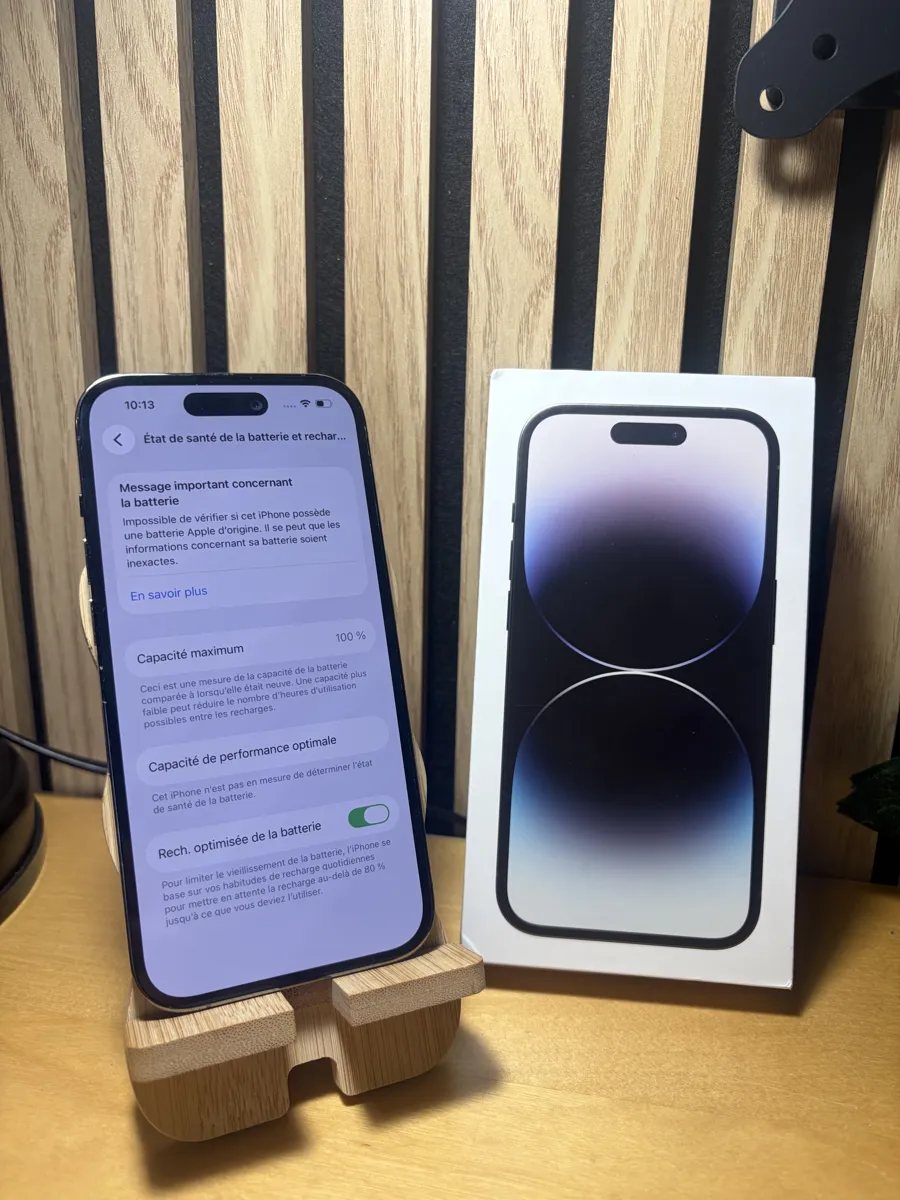 10:13
État de santé de la batterie et rechar...
Message important concernant
la batterie
Impossible de vérifier si cet iPhone possède
une batterie Apple d'origine. Il se peut que les
informations concernant sa batterie soient
inexactes.
En savoir plus
Capacité maximum 100 %
Ceci est une mesure de la capacité de la batterie
comparée à lorsqu'elle était neuve. Une capacité plus
faible peut réduire le nombre d'heures d'utilisation
possibles entre les recharges.
Capacité de performance optimale
Cet iPhone n'est pas en mesure de déterminer l'état
de santé de la batterie.
Rech. optimisée de la batterie
Pour limiter le vieillissement de la batterie, l'iPhone se
base sur vos habitudes de recharge quotidiennes
pour mettre en attente la recharge au-delà de 80 %
jusqu'à ce que vous deviez l'utiliser.